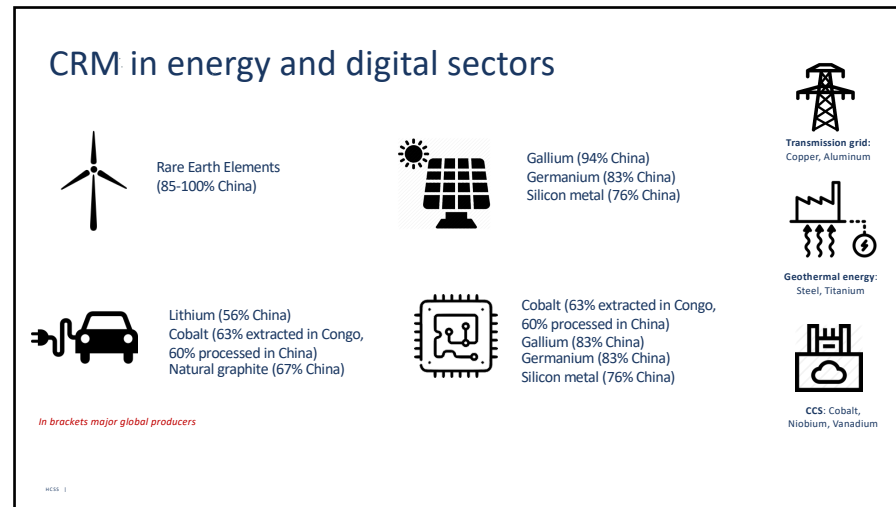 CRM in energy and digital sectors
Rare Earth Elements
(85-100% China)
Gallium (94% China)
Germanium (83% China)
Silicon metal (76% China)
Lithium (56% China)
Cobalt (63% extracted in Congo,
60% processed in China)
Natural graphite (67% China)
Cobalt (63% extracted in Congo,
60% processed in China)
Gallium (83% China)
Germanium (83% China)
Silicon metal (76% China)
Transmission grid:
Copper, Aluminum
Geothermal energy:
Steel, Titanium
CCS: Cobalt,
Niobium, Vanadium
In brackets major global producers
HCSS |